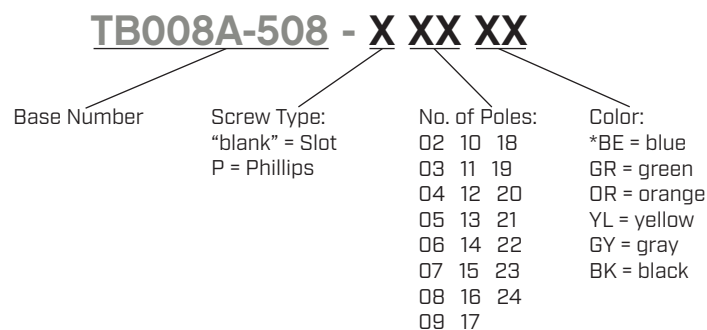 TB008A-508 - X XX XX
Base Number
Screw Type:
“blank” = Slot
P = Phillips
No. of Poles:
02 10 18
03 11 19
04 12 20
05 13 21
06 14 22
07 15 23
08 16 24
09 17
Color:
*BE = blue
GR = green
OR = orange
YL = yellow
GY = gray
BK = black